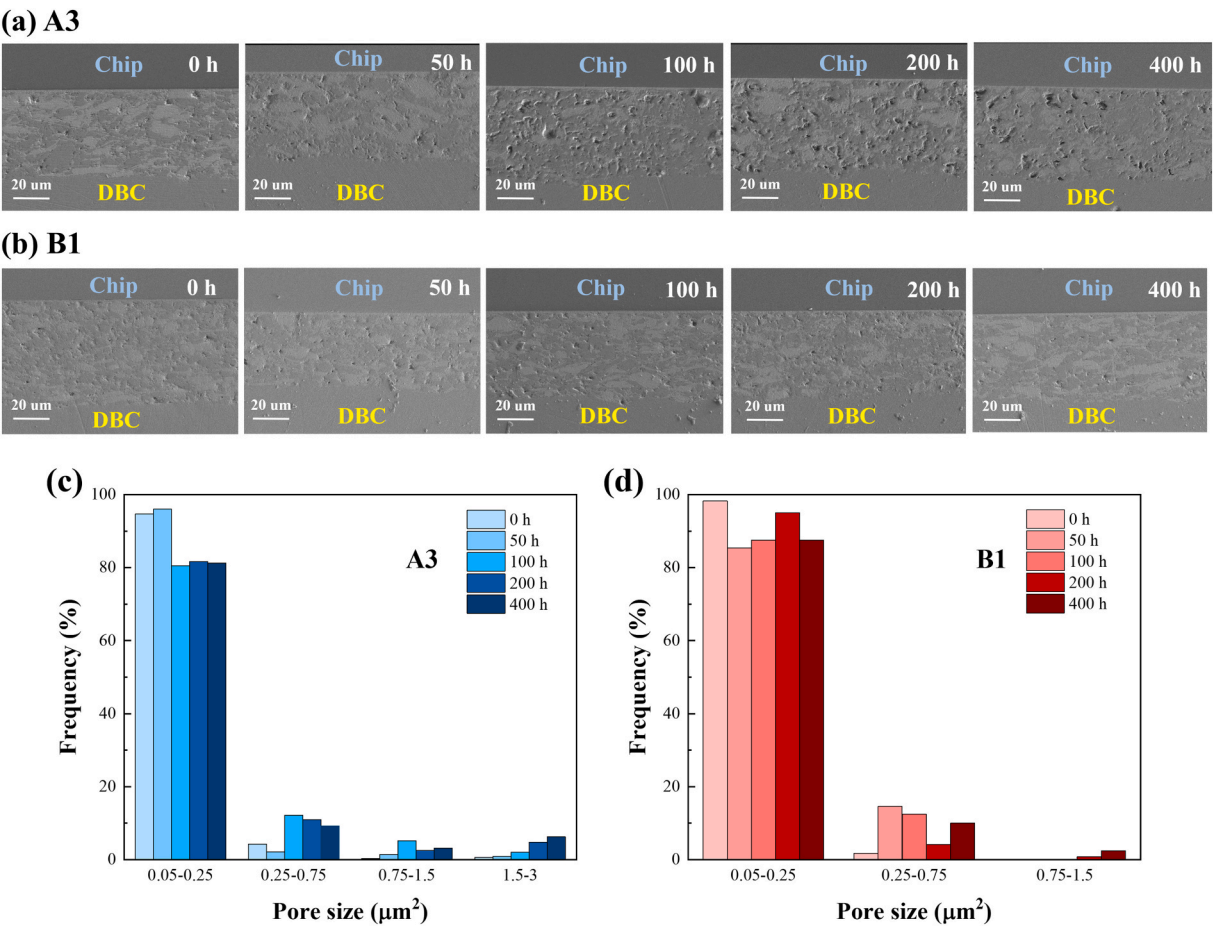 (a) A3
Chip 0 h
Chip 50 h
Chip 100 h
Chip 200 h
Chip 400 h
20 um DBC
20 um DBC
20 um DBC
20 um DBC
20 um DBC
(b) B1
Chip 0 h
Chip 50 h
Chip 100 h
Chip 200 h
Chip 400 h
20 um DBC
20 um DBC
20 um DBC
20 um DBC
20 um DBC
(c)
Frequency (%)
100
80
60
40
20
0
A3
0 h
50 h
100 h
200 h
400 h
0.05-0.25 0.25-0.75 0.75-1.5 1.5-3
Pore size (μm²)
(d)
Frequency (%)
100
80
60
40
20
0
B1
0 h
50 h
100 h
200 h
400 h
0.05-0.25 0.25-0.75 0.75-1.5
Pore size (μm²)